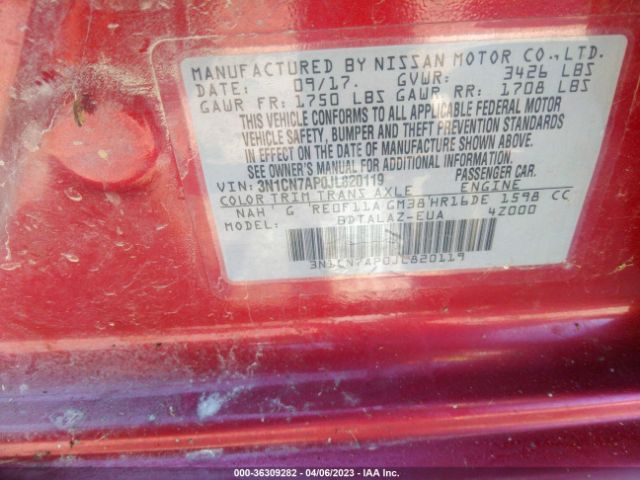 MANUFACTURED BY NISSAN MOTOR CO.,LTD.
DATE: 09/17. GVWR: 3426 LBS
GAWR FR: 1750 LBS GAWR RR: 1708 LBS
THIS VEHICLE CONFORMS TO ALL APPLICABLE FEDERAL MOTOR
VEHICLE SAFETY, BUMPER AND THEFT PREVENTION STANDARDS
IN EFFECT ON THE DATE OF MANUFACTURE SHOWN ABOVE.
SEE OWNER'S MANUAL FOR ADDITIONAL INFORMATION.
VIN: 3N1CN7AP0JL820119 PASSENGER CAR.
COLOR TRIM TRANS AXLE ENGINE
NAH G RE0F11A GM38 HR16DE 1598 CC
MODEL: BDTALAZ-EUA 4Z000
3N1CN7AP0JL820119
000-36309282 - 04/06/2023 - IAA Inc.